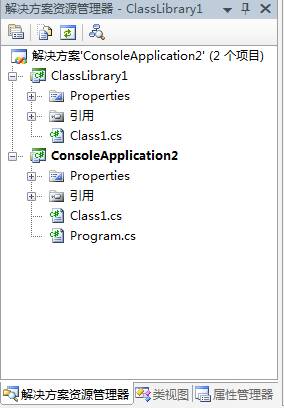 解决方案资源管理器 - ClassLibrary1
解决方案'ConsoleApplication2' (2 个项目)
ClassLibrary1
Properties
引用
Class1.cs
ConsoleApplication2
Properties
引用
Class1.cs
Program.cs
解决方案资源管理器 类视图 属性管理器